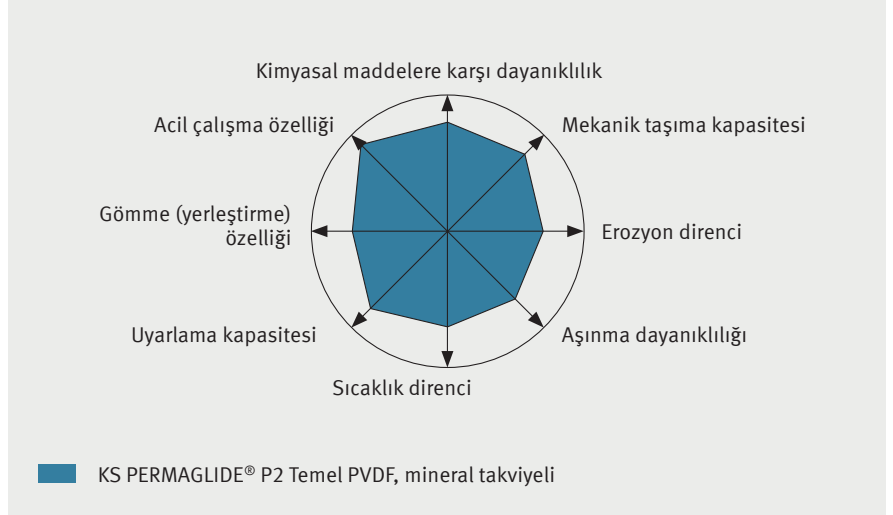 Kimyasal maddelere karşı dayanıklılık
Acil çalışma özelliği
Mekanik taşıma kapasitesi
Gömme (yerleştirme)
özelliği
Erozyon direnci
Uyarlama kapasitesi
Aşınma dayanıklılığı
Sıcaklık direnci
KS PERMAGLIDE® P2 Temel PVDF, mineral takviyeli